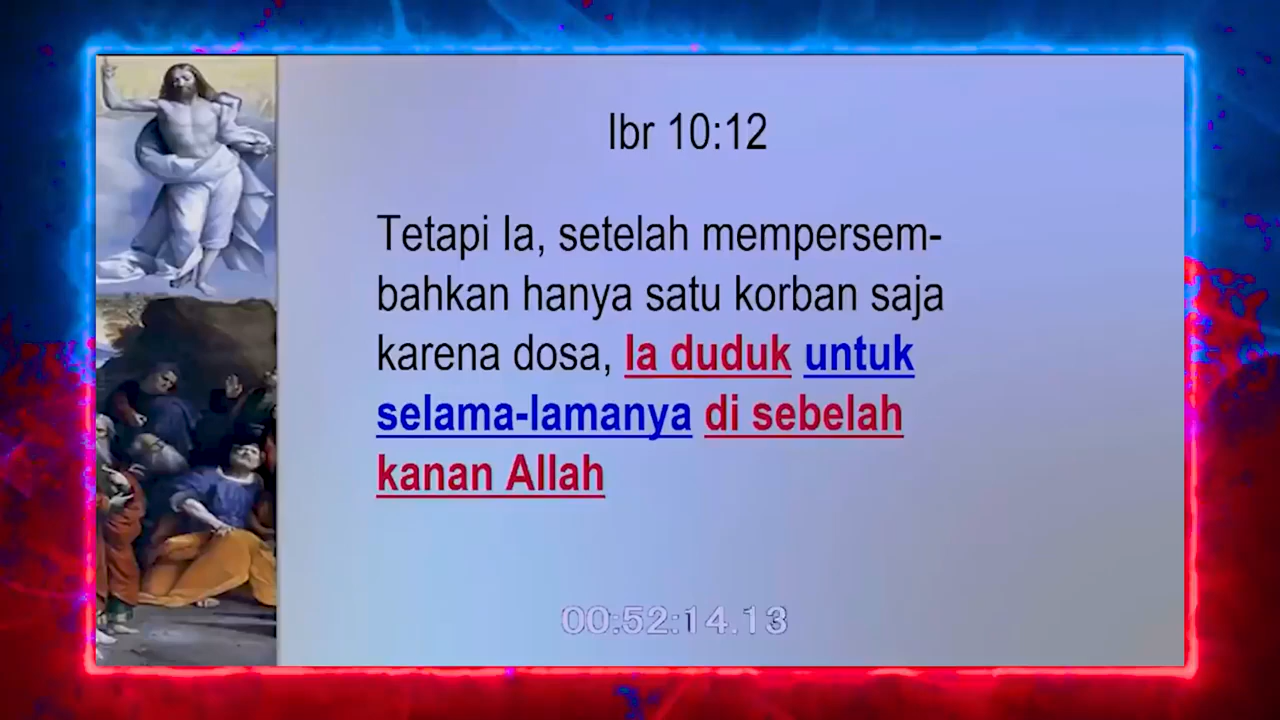 Ibr 10:12
Tetapi Ia, setelah mempersem-
bahkan hanya satu korban saja
karena dosa, Ia duduk untuk
selama-lamanya di sebelah
kanan Allah
00:52:14.13